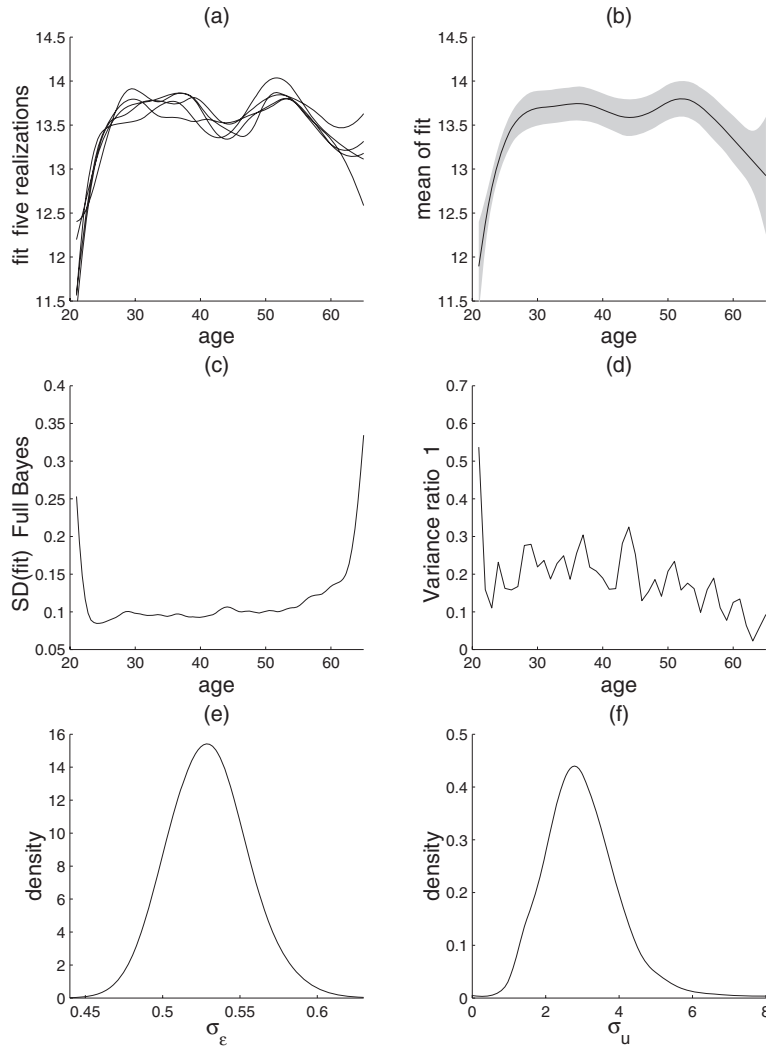 (a)
14.5
14
13.5
13
12.5
12
11.5
fit five realizations
20 30 40 50 60
age
(b)
14.5
14
13.5
13
12.5
12
11.5
mean of fit
20 30 40 50 60
age
(c)
0.4
0.35
0.3
0.25
0.2
0.15
0.1
0.05
SD(fit) Full Bayes
20 30 40 50 60
age
(d)
0.7
0.6
0.5
0.4
0.3
0.2
0.1
0
Variance ratio 1
20 30 40 50 60
age
(e)
16
14
12
10
8
6
4
2
0
density
0.45 0.5 0.55 0.6
σε
(f)
0.5
0.4
0.3
0.2
0.1
0
density
0 2 4 6 8
σu